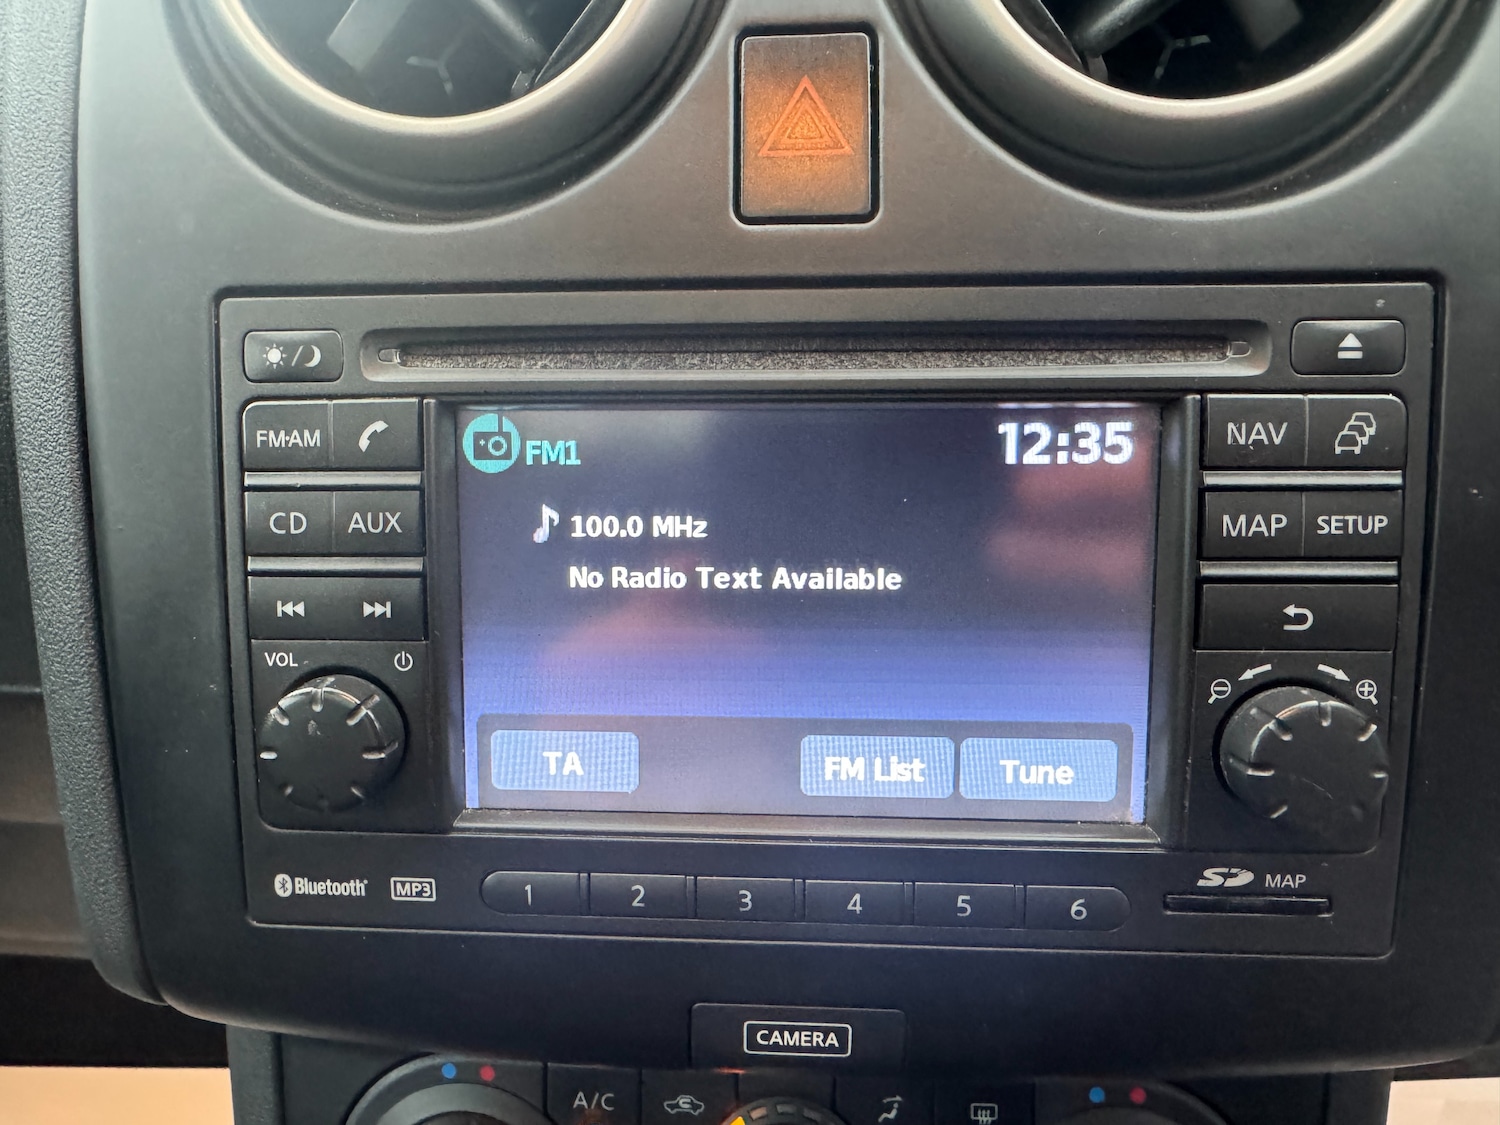 FM·AM
CD AUX
VOL
FM1
12:35
100.0 MHz
No Radio Text Available
TA FM List Tune
NAV
MAP SETUP
Bluetooth® MP3
1 2 3 4 5 6
SD MAP
CAMERA
A/C